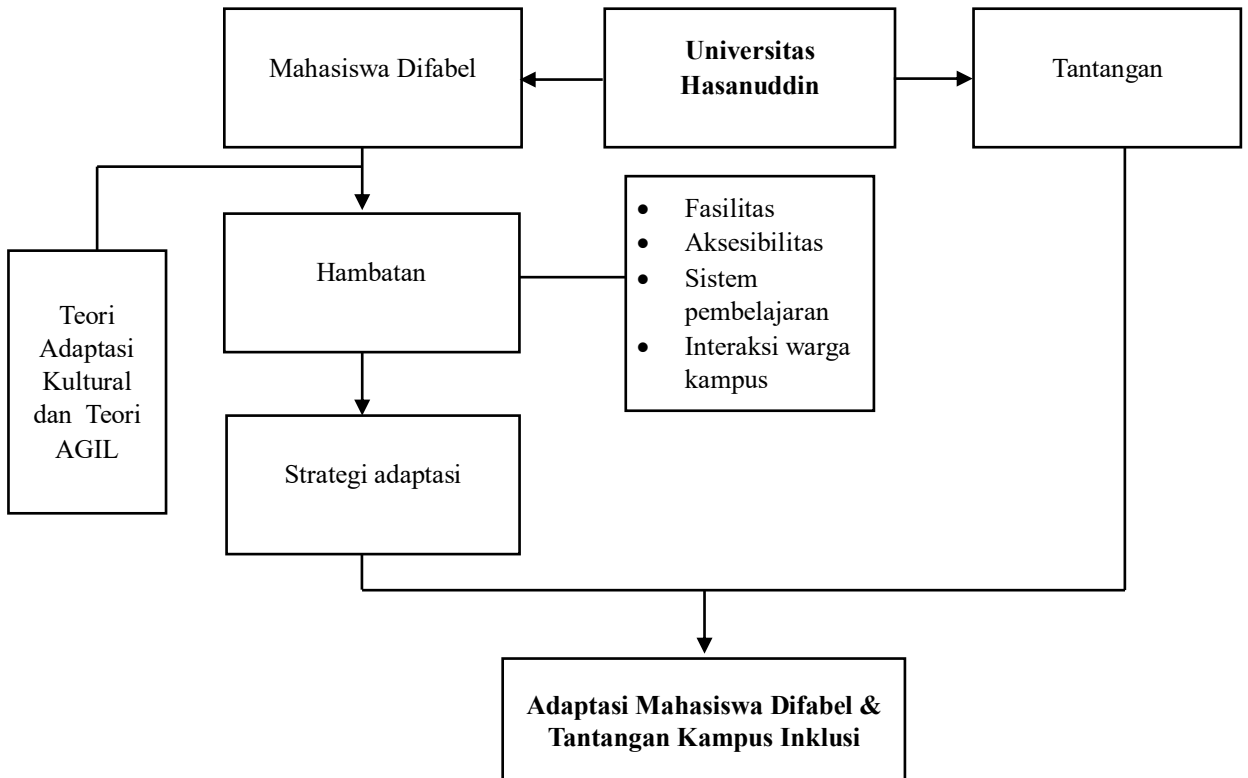 Mahasiswa Difabel
Universitas
Hasanuddin
Tantangan
Hambatan
• Fasilitas
• Aksesibilitas
• Sistem
pembelajaran
• Interaksi warga
kampus
Teori
Adaptasi
Kultural
dan Teori
AGIL
Strategi adaptasi
Adaptasi Mahasiswa Difabel &
Tantangan Kampus Inklusi